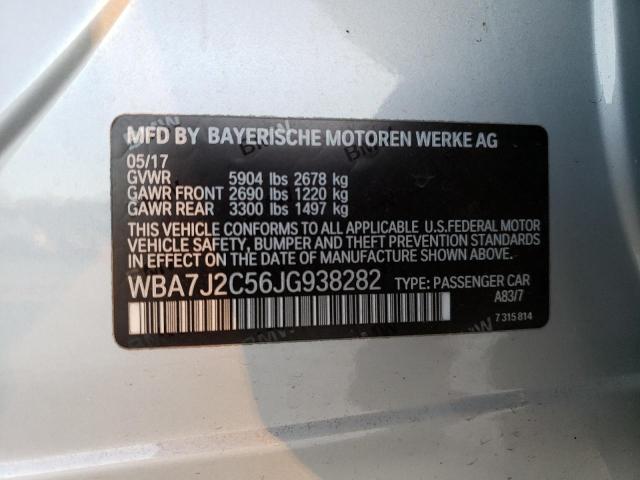 MFD BY BAYERISCHE MOTOREN WERKE AG
05/17
GVWR 5904 lbs 2678 kg
GAWR FRONT 2690 lbs 1220 kg
GAWR REAR 3300 lbs 1497 kg
THIS VEHICLE CONFORMS TO ALL APPLICABLE U.S.FEDERAL MOTOR
VEHICLE SAFETY, BUMPER AND THEFT PREVENTION STANDARDS
IN EFFECT ON THE DATE OF MANUFACTURE SHOWN ABOVE.
WBA7J2C56JG938282 TYPE: PASSENGER CAR
A83/7
7 315 814